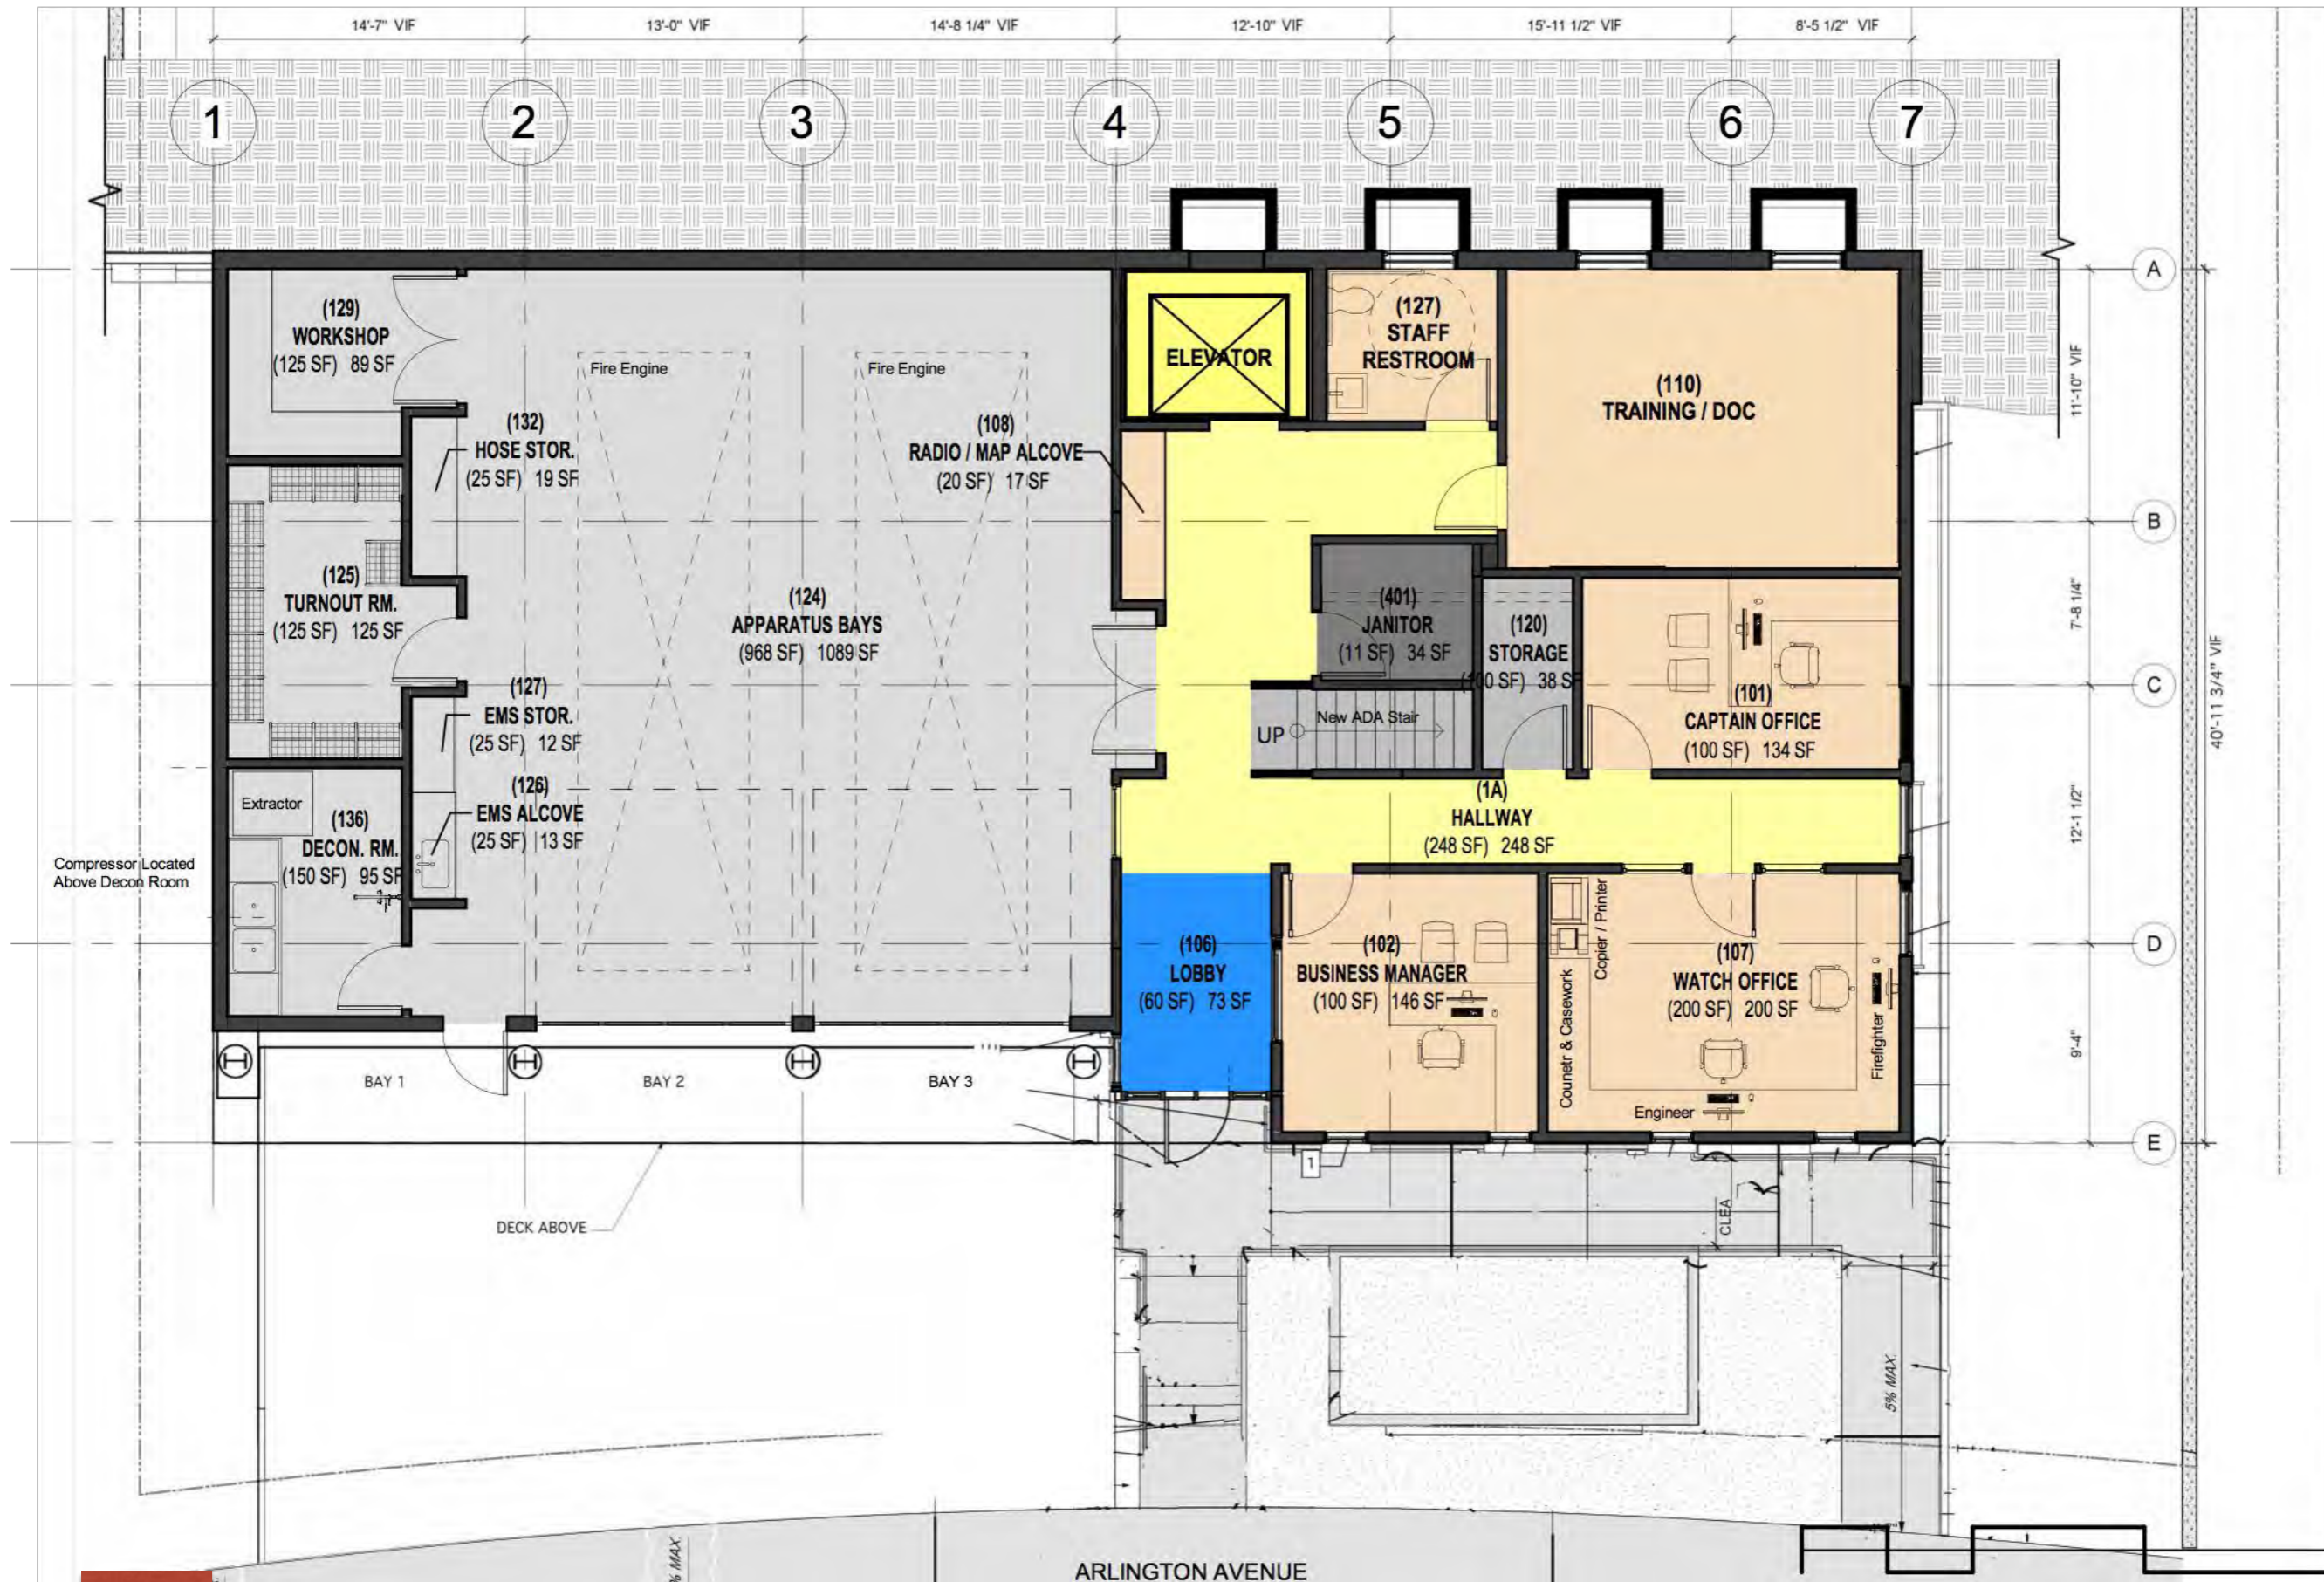 14'-7" VIF
13'-0" VIF
14'-8 1/4" VIF
12'-10" VIF
15'-11 1/2" VIF
8'-5 1/2" VIF
1
2
3
4
5
6
7
A
B
C
D
E
11'-10" VIF
7'-8 1/4"
12'-1 1/2"
9'-4"
40'-11 3/4" VIF
(129)
WORKSHOP
(125 SF) 89 SF
Fire Engine
Fire Engine
(132)
HOSE STOR.
(25 SF) 19 SF
(108)
RADIO / MAP ALCOVE
(20 SF) 17 SF
ELEVATOR
(127)
STAFF
RESTROOM
(110)
TRAINING / DOC
(125)
TURNOUT RM.
(125 SF) 125 SF
(124)
APPARATUS BAYS
(968 SF) 1089 SF
(401)
JANITOR
(11 SF) 34 SF
(120)
STORAGE
(100 SF) 38 SF
(101)
CAPTAIN OFFICE
(100 SF) 134 SF
(127)
EMS STOR.
(25 SF) 12 SF
UP
New ADA Stair
(126)
EMS ALCOVE
(25 SF) 13 SF
Extractor
(136)
DECON. RM.
(150 SF) 95 SF
Compressor Located
Above Decon Room
(1A)
HALLWAY
(248 SF) 248 SF
(106)
LOBBY
(60 SF) 73 SF
(102)
BUSINESS MANAGER
(100 SF) 146 SF
(107)
WATCH OFFICE
(200 SF) 200 SF
Copier / Printer
Counetr & Casework
Firefighter
Engineer
BAY 1
BAY 2
BAY 3
1
DECK ABOVE
CLEA
5% MAX.
% MAX.
ARLINGTON AVENUE